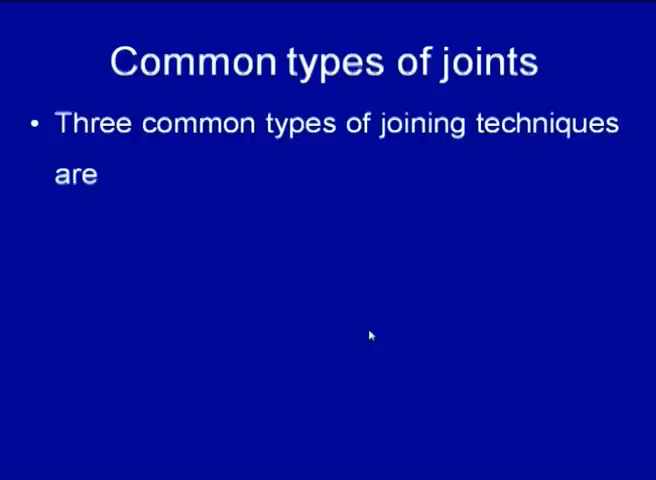 Common types of joints
• Three common types of joining techniques
are